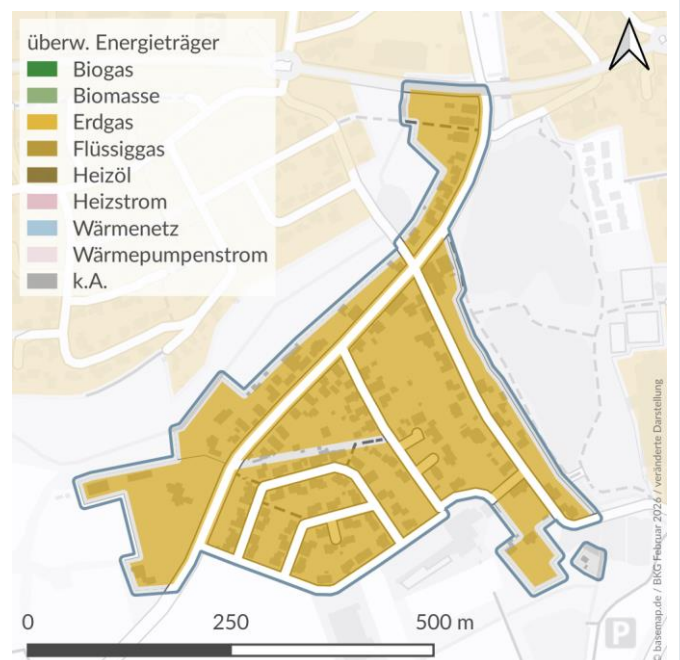 überw. Energieträger
Biogas
Biomasse
Erdgas
Flüssiggas
Heizöl
Heizstrom
Wärmenetz
Wärmepumpenstrom
k.A.
© basemap.de / BKG Februar 2026 / veränderte Darstellung
P
0 250 500 m